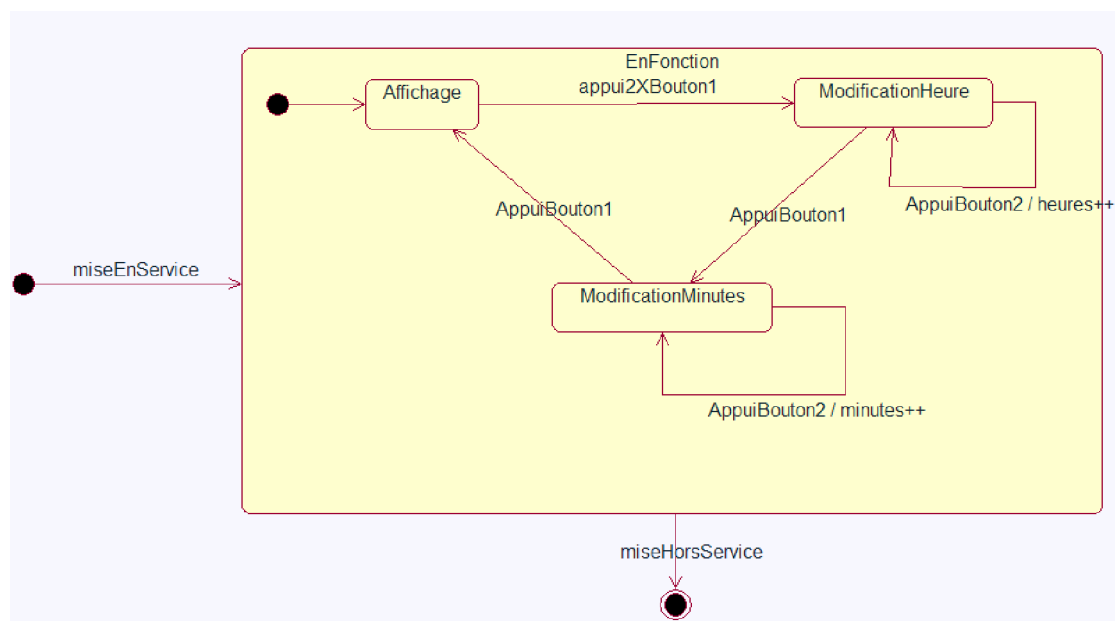 EnFonction
appui2XBouton1
Affichage
ModificationHeure
AppuiBouton2 / heures++
AppuiBouton1
AppuiBouton1
miseEnService
ModificationMinutes
AppuiBouton2 / minutes++
miseHorsService